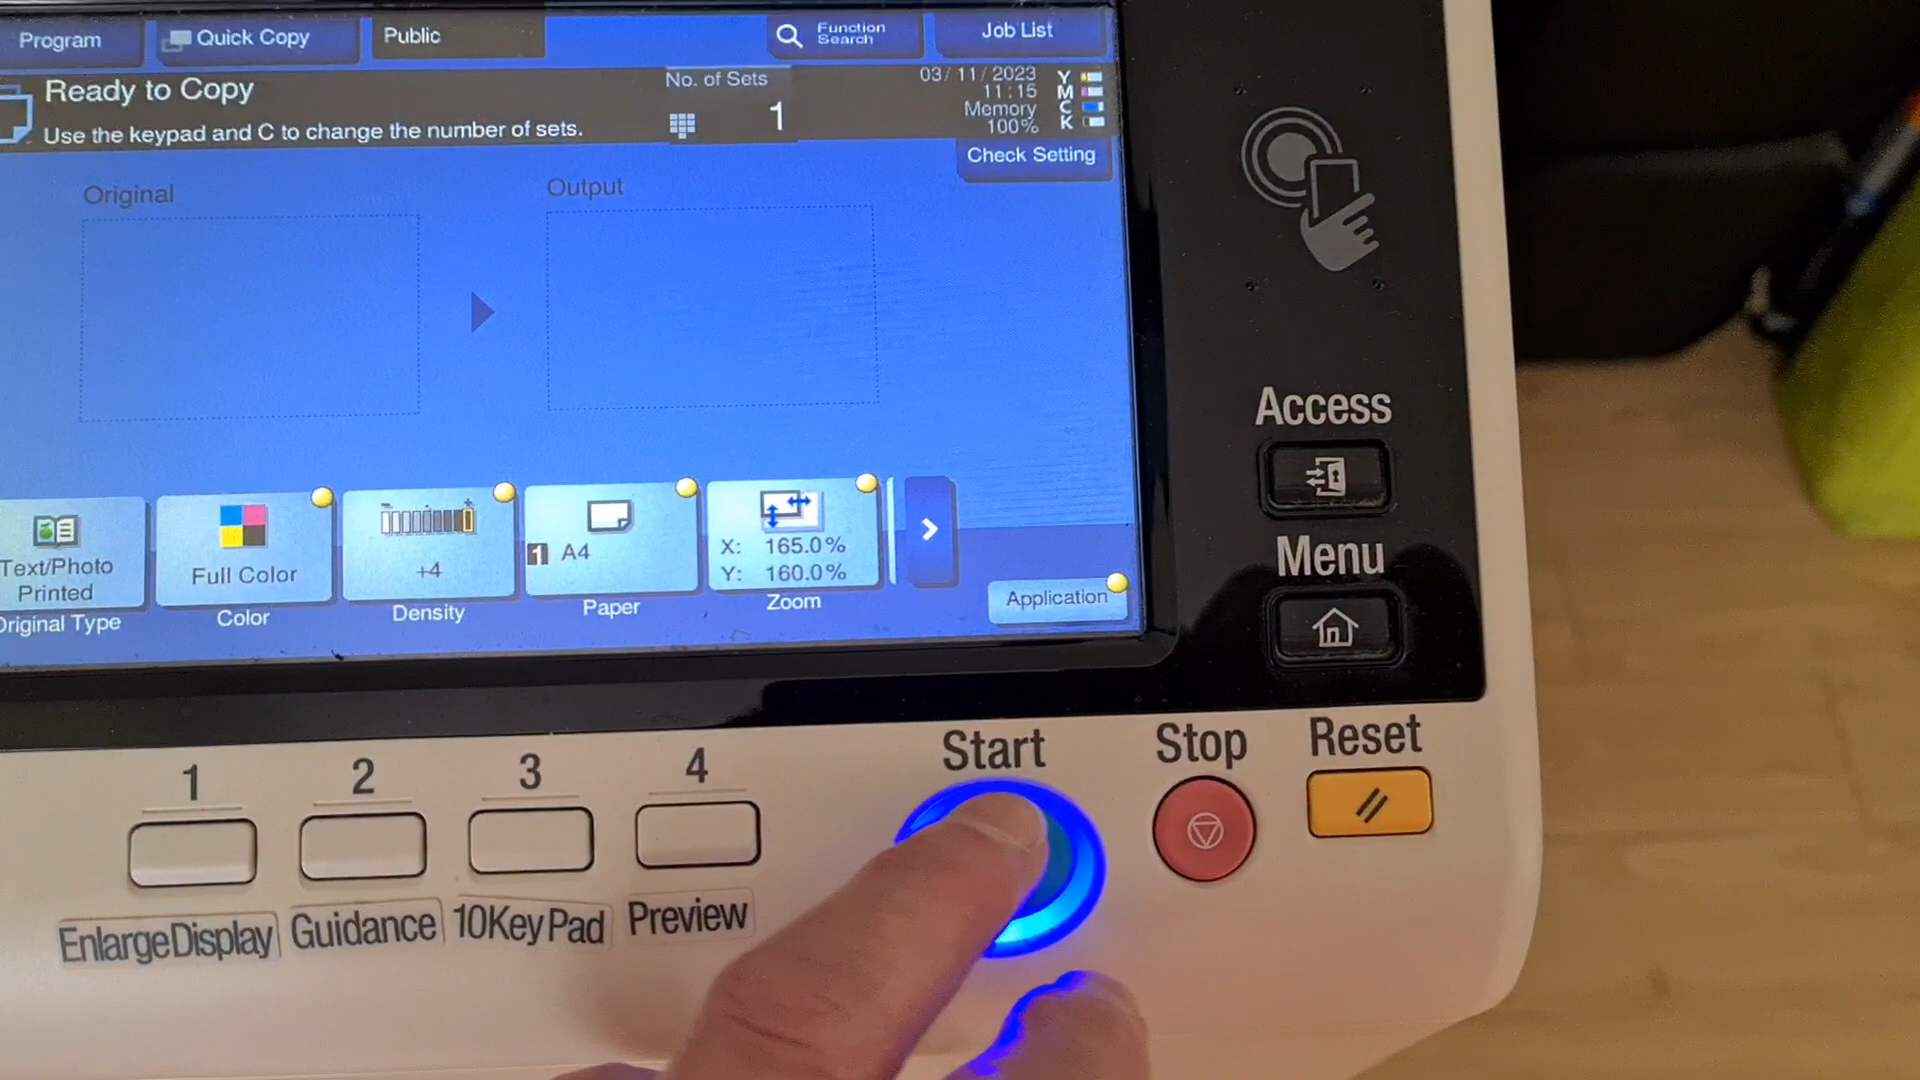 Program
Quick Copy
Public
Function
Search
Job List
Ready to Copy
Use the keypad and C to change the number of sets.
No. of Sets
1
03/11/2023
11:15
Memory
100%
Y
M
C
K
Check Setting
Original
Output
Text/Photo
Printed
Original Type
Full Color
Color
- +
+4
Density
1 A4
Paper
X: 165.0%
Y: 160.0%
Zoom
Application
Access
Menu
1
2
3
4
Start
Stop
Reset
EnlargeDisplay
Guidance
10KeyPad
Preview